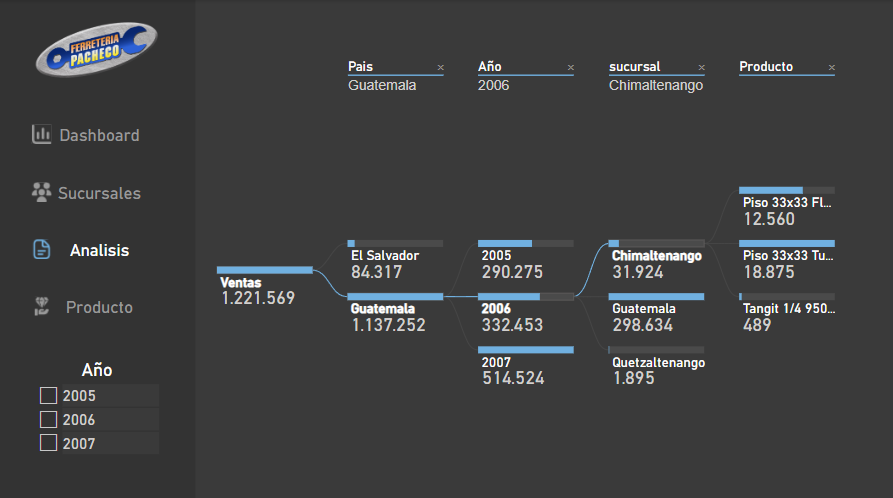 FERRETERIA
PACHECO
Dashboard
Sucursales
Analisis
Producto
Año
2005
2006
2007
Pais ×
Guatemala
Año ×
2006
sucursal ×
Chimaltenango
Producto ×
Ventas
1.221.569
El Salvador
84.317
Guatemala
1.137.252
2005
290.275
2006
332.453
2007
514.524
Chimaltenango
31.924
Guatemala
298.634
Quetzaltenango
1.895
Piso 33x33 Fl...
12.560
Piso 33x33 Tu...
18.875
Tangit 1/4 950...
489